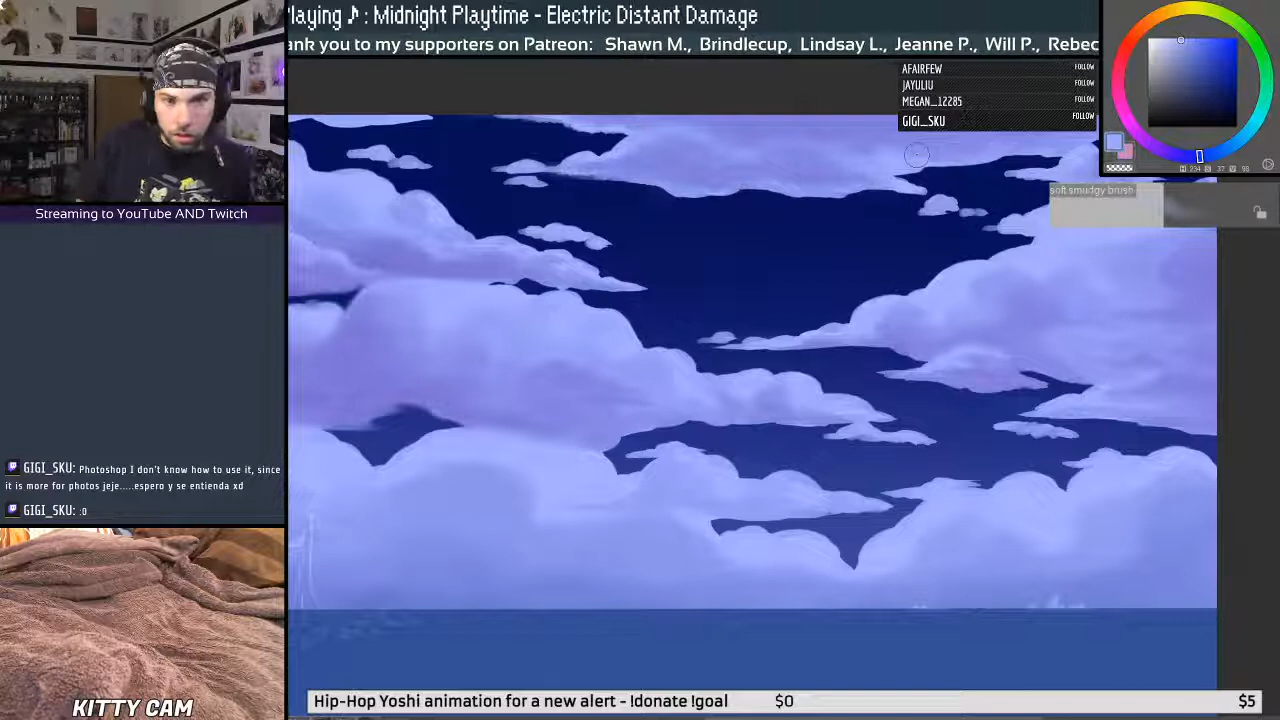 Playing ♪ : Midnight Playtime - Electric Distant Damage
ank you to my supporters on Patreon: Shawn M., Brindlecup, Lindsay L., Jeanne P., Will P., Rebec
AFAIRFEW FOLLOW
JAYULIU FOLLOW
MEGAN_12285 FOLLOW
GIGI_SKU FOLLOW
soft smudgy brush
Streaming to YouTube AND Twitch
GIGI_SKU: Photoshop I don't know how to use it, since
it is more for photos jeje.....espero y se entienda xd
GIGI_SKU: :0
KITTY CAM
Hip-Hop Yoshi animation for a new alert - !donate !goal $0 $5